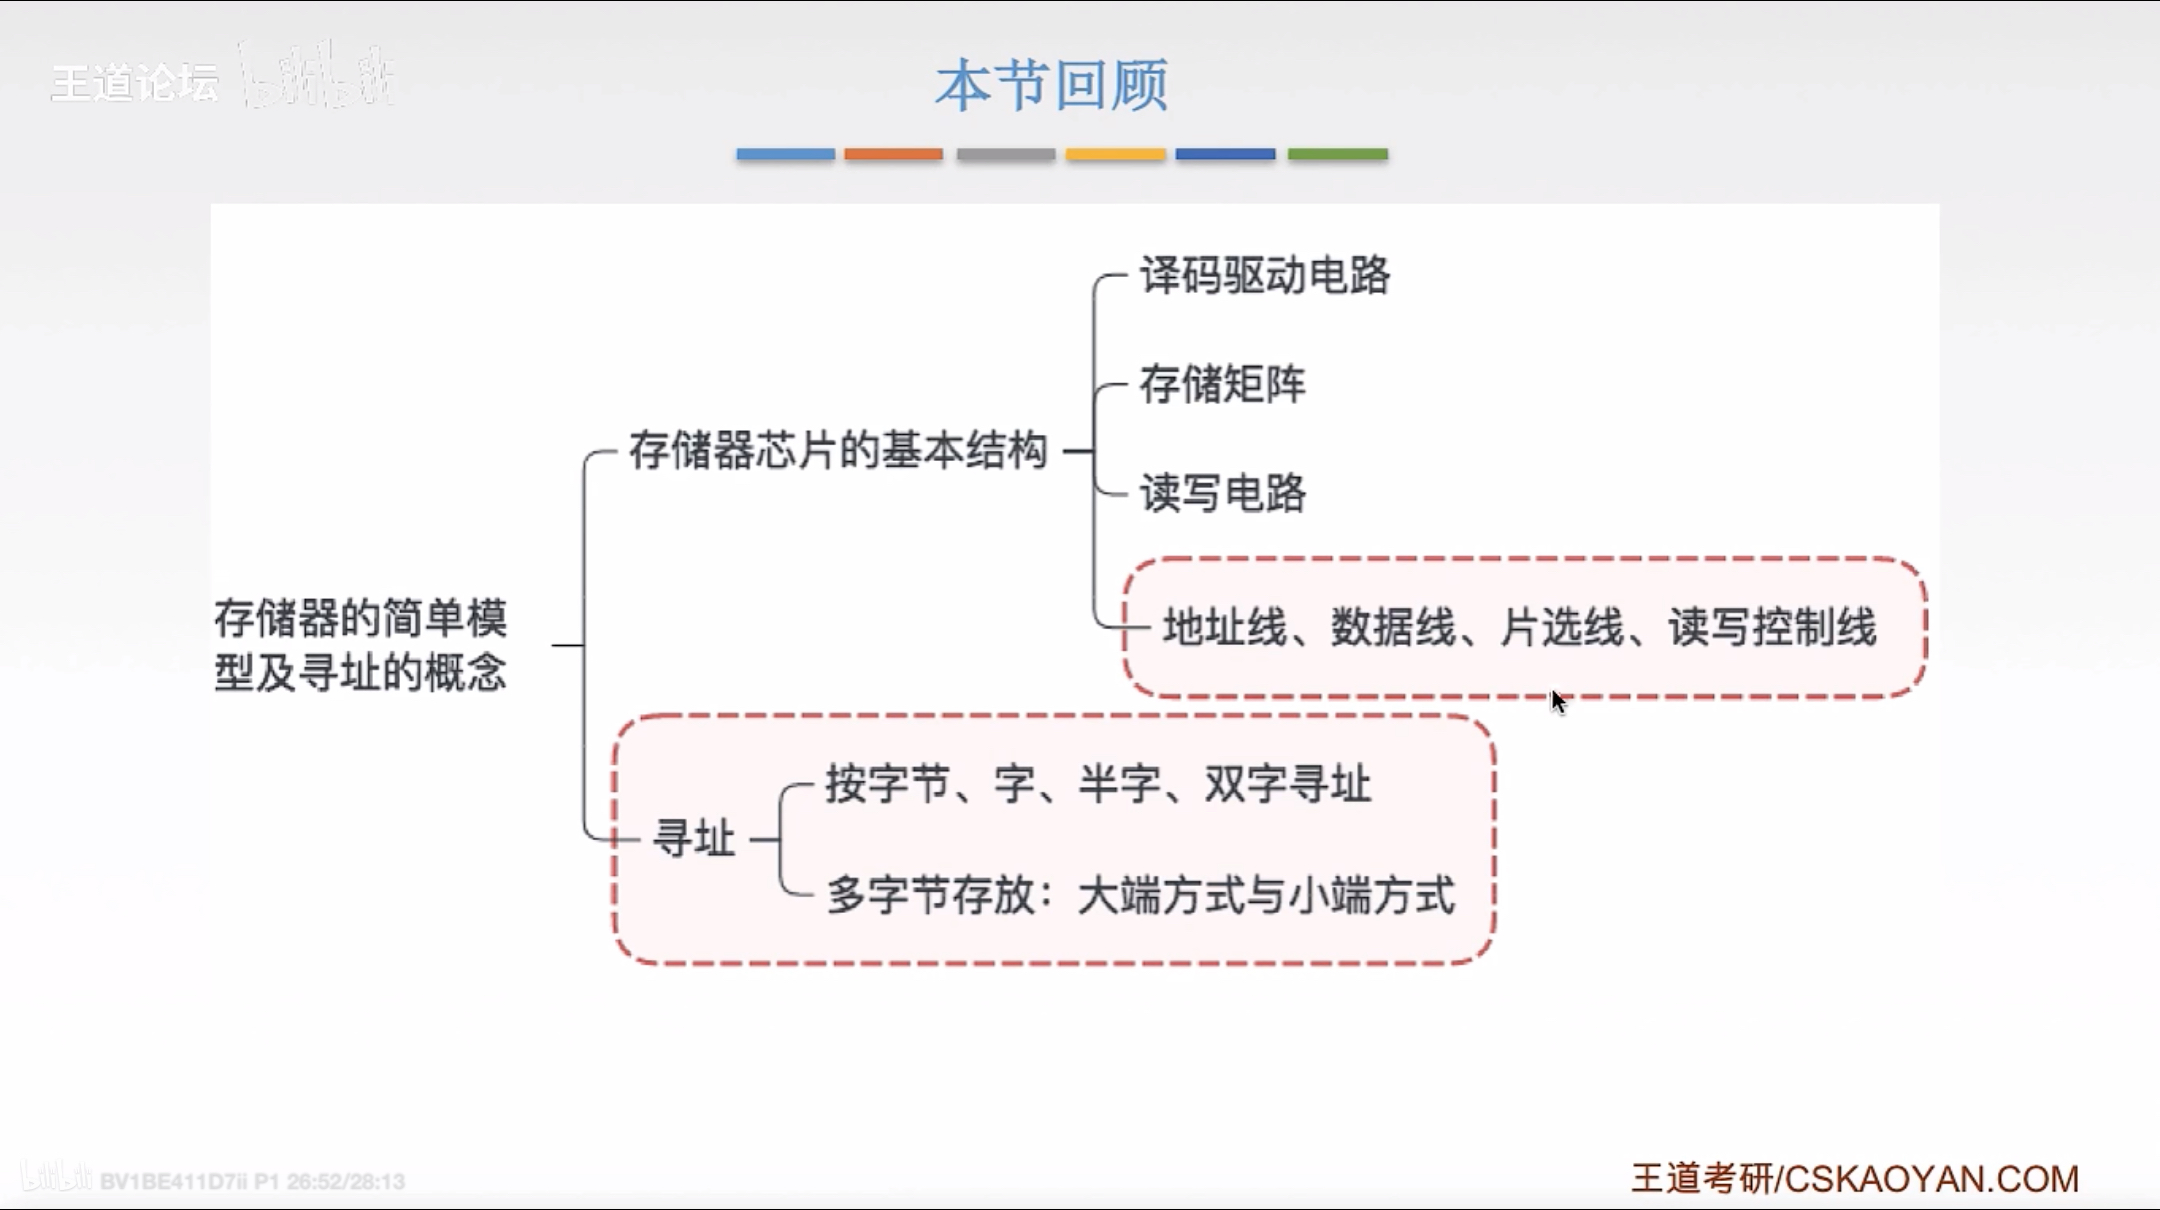 王道论坛 bilibili
本节回顾
译码驱动电路
存储矩阵
存储器芯片的基本结构
读写电路
地址线、数据线、片选线、读写控制线
存储器的简单模
型及寻址的概念
按字节、字、半字、双字寻址
寻址
多字节存放：大端方式与小端方式
bilibili BV1BE411D7ii P1 26:52/28:13
王道考研/CSKAOYAN.COM